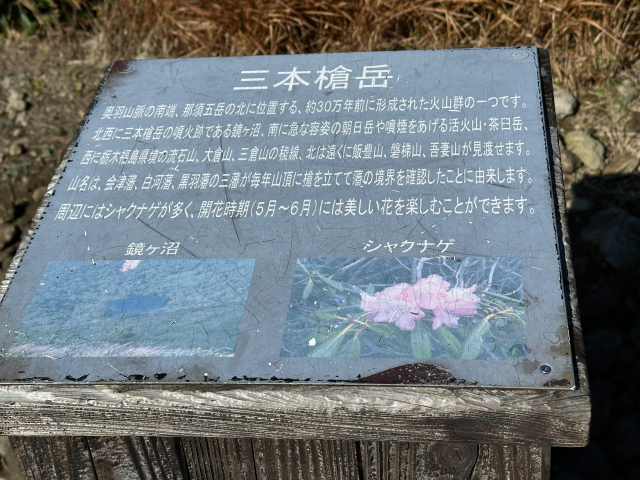 三本槍岳
奥羽山脈の南端、那須五岳の北に位置する、約30万年前に形成された火山群の一つです。
北西に三本槍岳の噴火跡である鏡ヶ沼、南に急な容姿の朝日岳や噴煙をあげる活火山・茶臼岳、
西に栃木福島県境の流石山、大倉山、三倉山の稜線、北は遠くに飯豊山、磐梯山、吾妻山が見渡せます。
山名は、会津藩、白河藩、黒羽藩の三藩が毎年山頂に槍を立てて藩の境界を確認したことに由来します。
周辺にはシャクナゲが多く、開花時期(5月～6月)には美しい花を楽しむことができます。
鏡ヶ沼
シャクナゲ